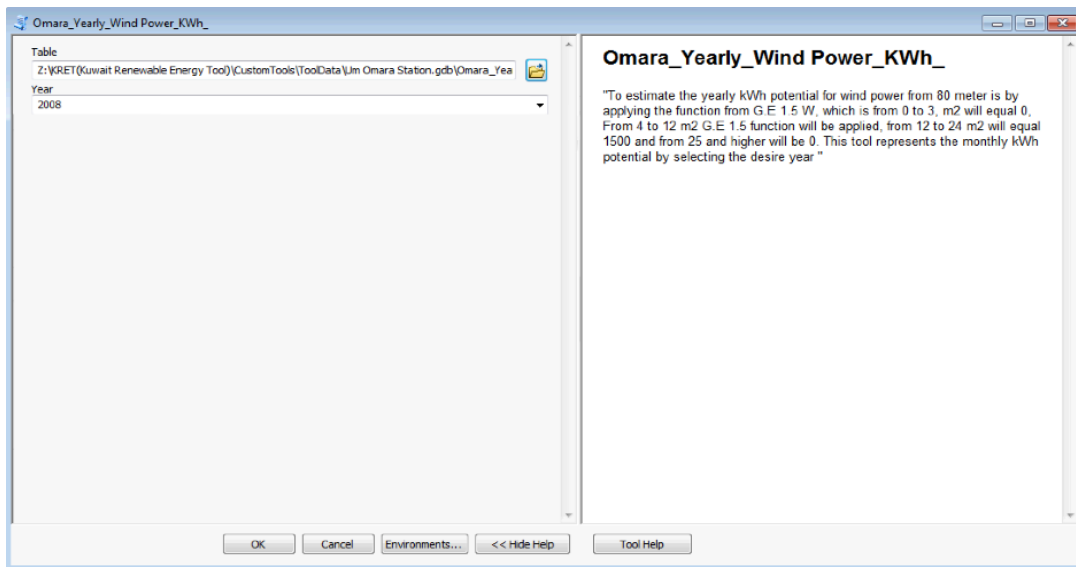 Omara_Yearly_Wind Power_KWh_
Table
Z:\KRET(Kuwait Renewable Energy Tool)\CustomTools\ToolData\Um Omara Station.gdb\Omara_Yea
Year
2008
Omara_Yearly_Wind Power_KWh_
"To estimate the yearly kWh potential for wind power from 80 meter is by
applying the function from G.E 1.5 W, which is from 0 to 3, m2 will equal 0,
From 4 to 12 m2 G.E 1.5 function will be applied, from 12 to 24 m2 will equal
1500 and from 25 and higher will be 0. This tool represents the monthly kWh
potential by selecting the desire year "
OK Cancel Environments... << Hide Help Tool Help